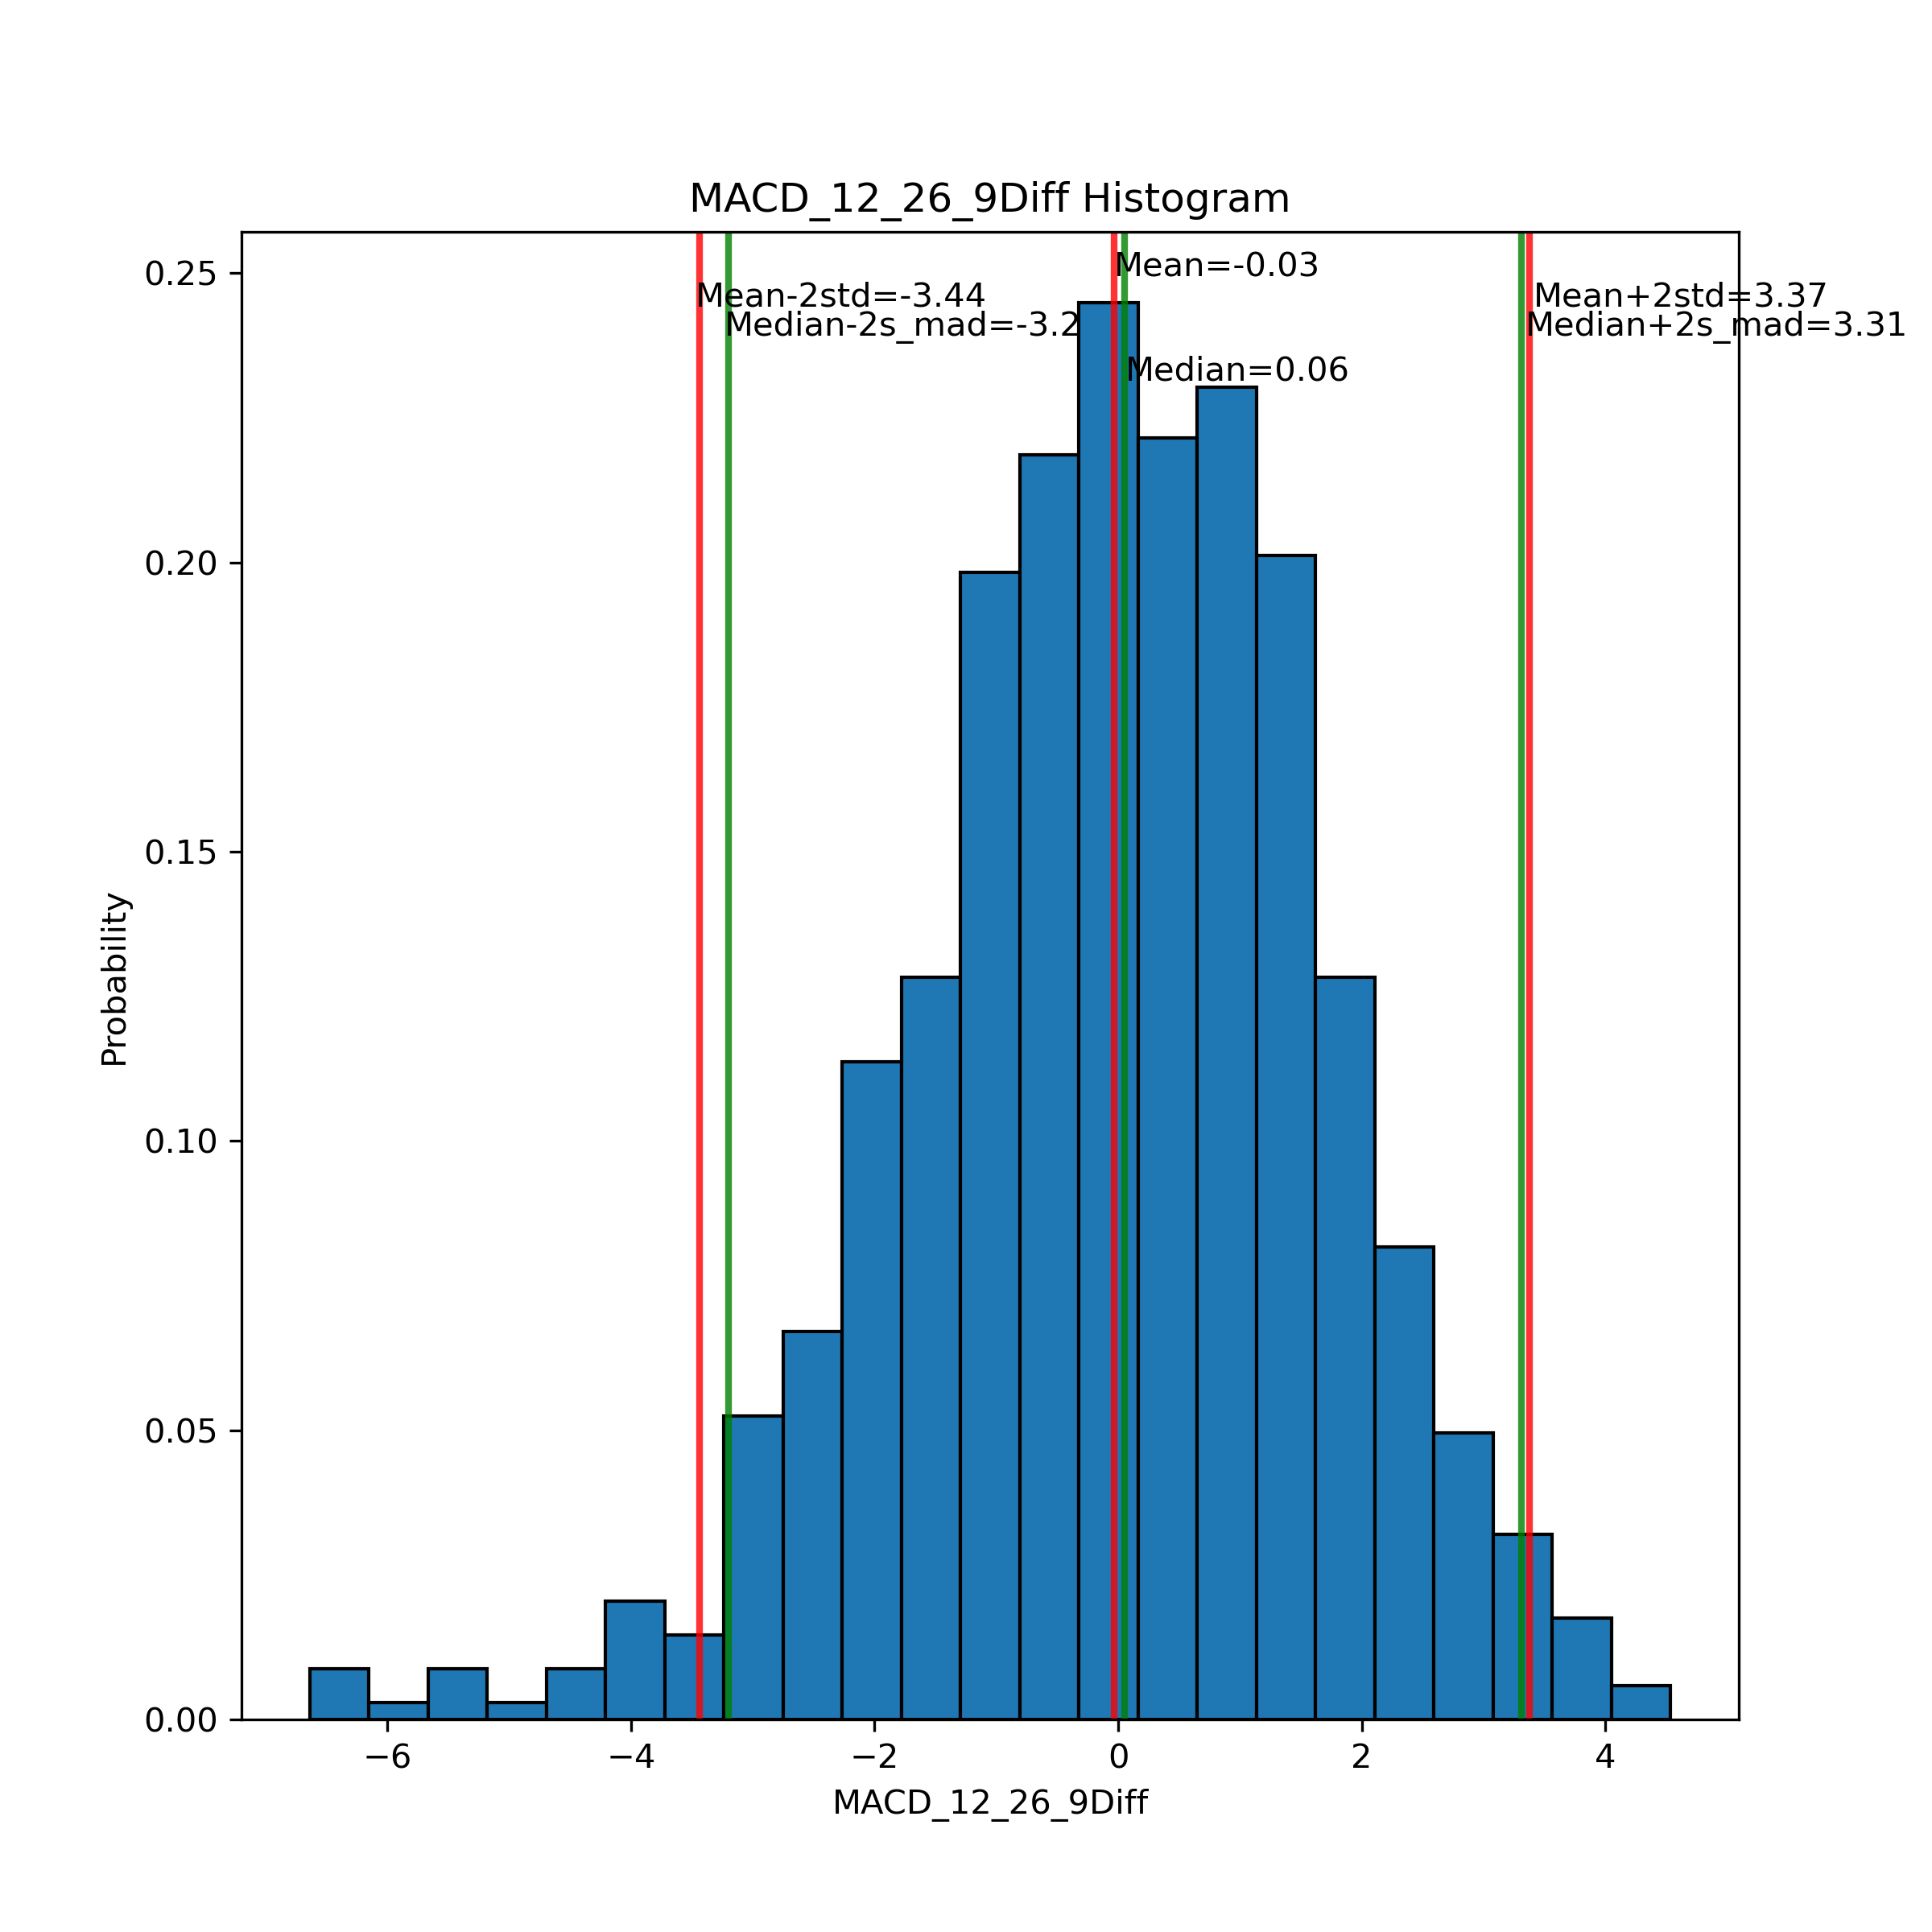 MACD_12_26_9Diff Histogram
Mean=-0.03
Mean-2std=-3.44
Mean+2std=3.37
Median-2s_mad=-3.2
Median+2s_mad=3.31
Median=0.06
0.25
0.20
0.15
0.10
0.05
0.00
Probability
−6 −4 −2 0 2 4
MACD_12_26_9Diff